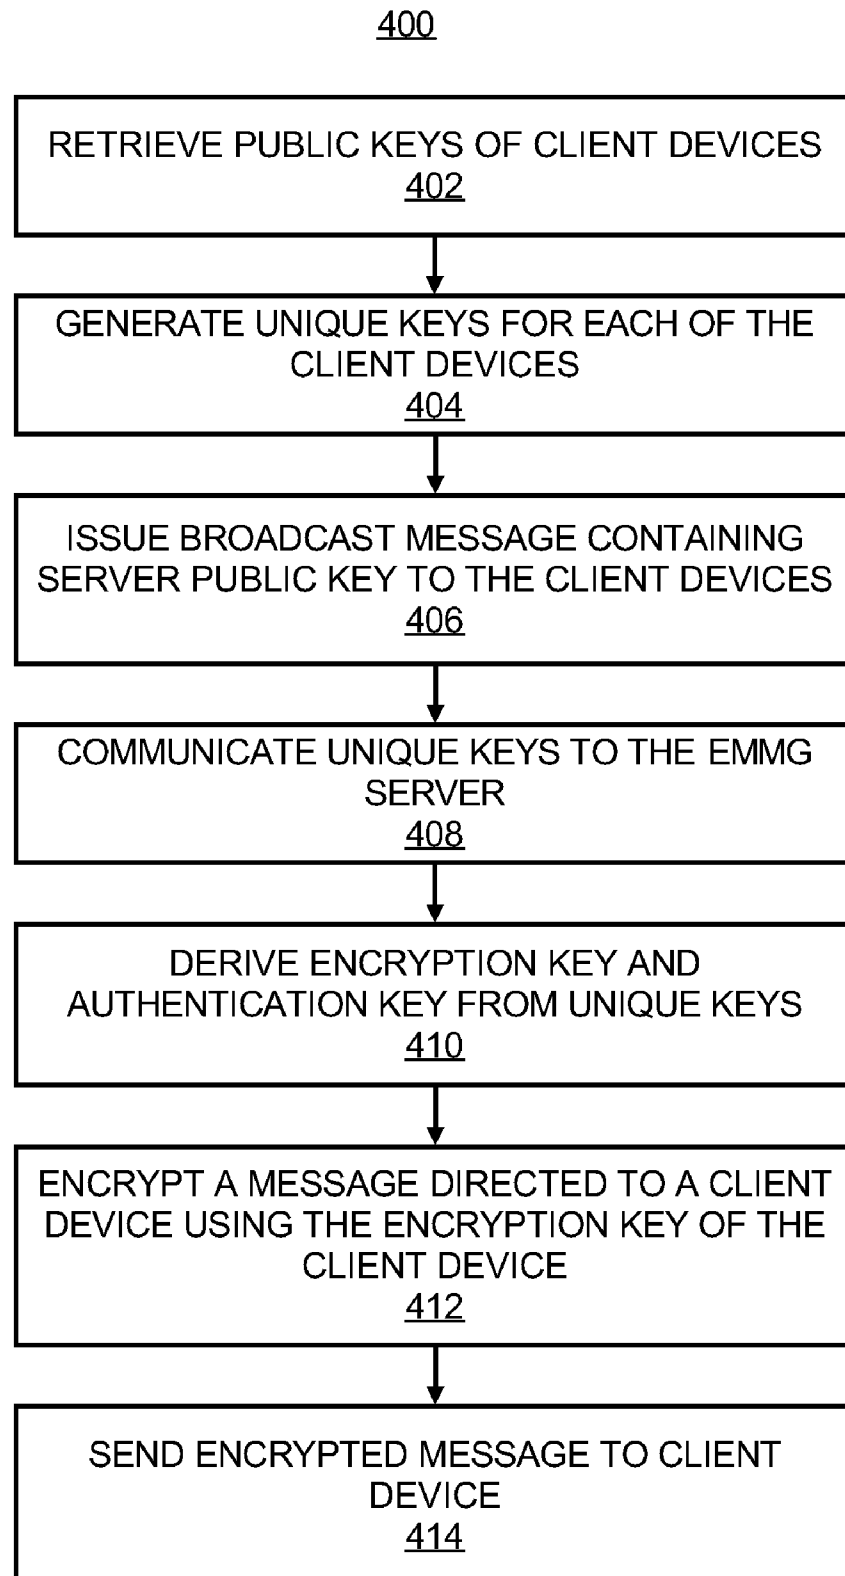 400
RETRIEVE PUBLIC KEYS OF CLIENT DEVICES
402
GENERATE UNIQUE KEYS FOR EACH OF THE
CLIENT DEVICES
404
ISSUE BROADCAST MESSAGE CONTAINING
SERVER PUBLIC KEY TO THE CLIENT DEVICES
406
COMMUNICATE UNIQUE KEYS TO THE EMMG
SERVER
408
DERIVE ENCRYPTION KEY AND
AUTHENTICATION KEY FROM UNIQUE KEYS
410
ENCRYPT A MESSAGE DIRECTED TO A CLIENT
DEVICE USING THE ENCRYPTION KEY OF THE
CLIENT DEVICE
412
SEND ENCRYPTED MESSAGE TO CLIENT
DEVICE
414